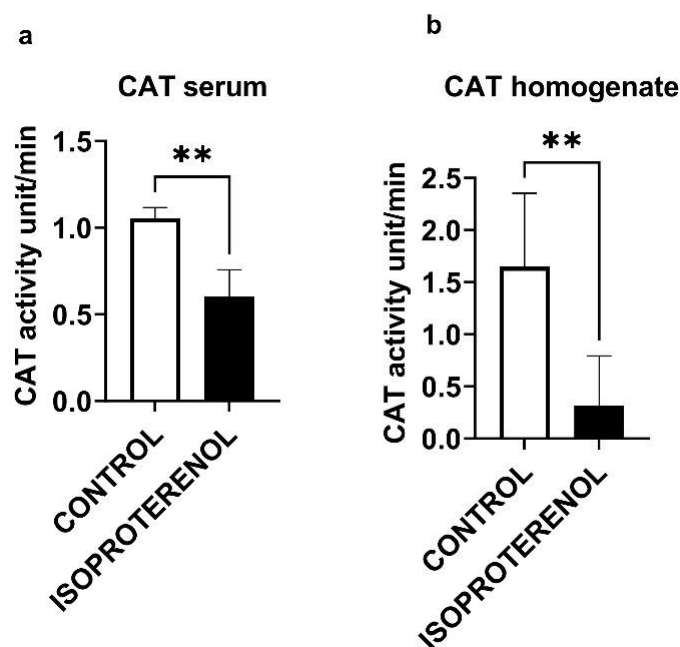 a
CAT serum
CAT activity unit/min
1.5
1.0
0.5
0.0
**
CONTROL
ISOPROTERENOL
b
CAT homogenate
CAT activity unit/min
2.5
2.0
1.5
1.0
0.5
0.0
**
CONTROL
ISOPROTERENOL